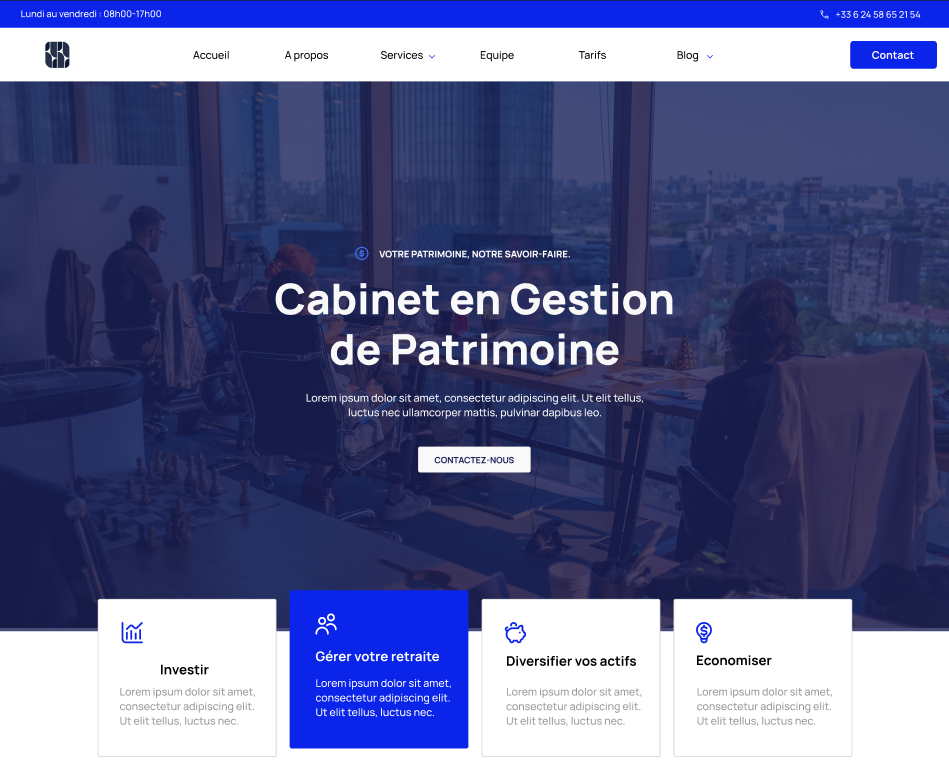 Lundi au vendredi : 08h00-17h00
+33 6 24 58 65 21 54
Accueil
A propos
Services
Equipe
Tarifs
Blog
Contact
VOTRE PATRIMOINE, NOTRE SAVOIR-FAIRE.
Cabinet en Gestion
de Patrimoine
Lorem ipsum dolor sit amet, consectetur adipiscing elit. Ut elit tellus,
luctus nec ullamcorper mattis, pulvinar dapibus leo.
CONTACTEZ-NOUS
Investir
Lorem ipsum dolor sit amet,
consectetur adipiscing elit.
Ut elit tellus, luctus nec.
Gérer votre retraite
Lorem ipsum dolor sit amet,
consectetur adipiscing elit.
Ut elit tellus, luctus nec.
Diversifier vos actifs
Lorem ipsum dolor sit amet,
consectetur adipiscing elit.
Ut elit tellus, luctus nec.
Economiser
Lorem ipsum dolor sit amet,
consectetur adipiscing elit.
Ut elit tellus, luctus nec.